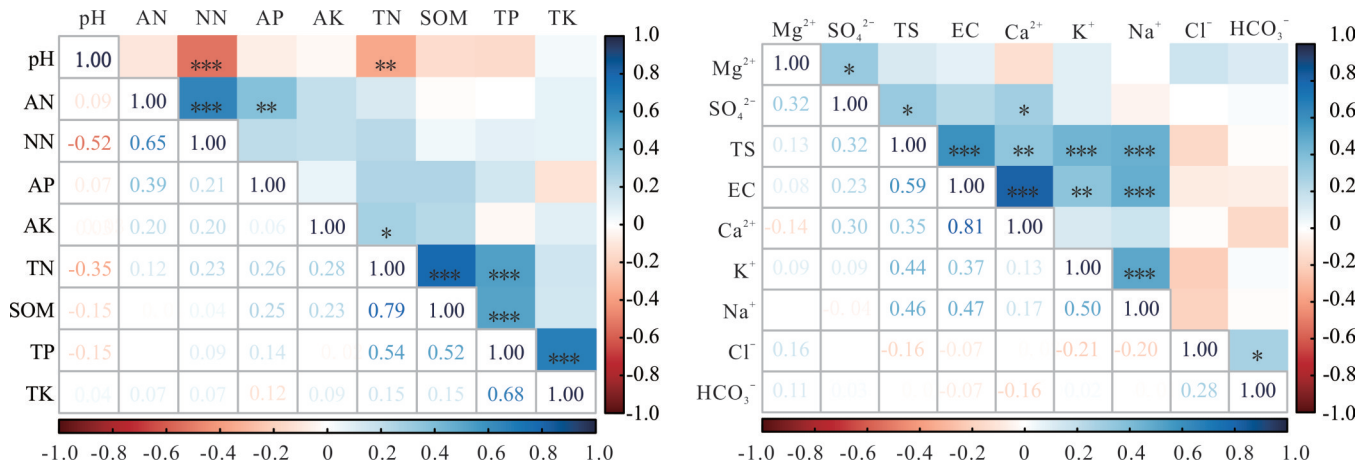 pH AN NN AP AK TN SOM TP TK
pH 1.00 *** **
AN 0.09 1.00 *** **
NN -0.52 0.65 1.00
AP 0.07 0.39 0.21 1.00
AK 0.20 0.20 0.06 1.00 *
TN -0.35 0.12 0.23 0.26 0.28 1.00 *** ***
SOM -0.15 0.04 0.25 0.23 0.79 1.00 ***
TP -0.15 0.09 0.14 0.54 0.52 1.00 ***
TK 0.04 0.07 0.07 0.12 0.09 0.15 0.15 0.68 1.00
1.0
0.8
0.6
0.4
0.2
0
-0.2
-0.4
-0.6
-0.8
-1.0
-1.0 -0.8 -0.6 -0.4 -0.2 0 0.2 0.4 0.6 0.8 1.0
Mg²⁺ SO₄²⁻ TS EC Ca²⁺ K⁺ Na⁺ Cl⁻ HCO₃⁻
Mg²⁺ 1.00 *
SO₄²⁻ 0.32 1.00 * *
TS 0.13 0.32 1.00 *** ** *** ***
EC 0.08 0.23 0.59 1.00 *** ** ***
Ca²⁺ -0.14 0.30 0.35 0.81 1.00
K⁺ 0.09 0.09 0.44 0.37 0.13 1.00 ***
Na⁺ 0.46 0.47 0.17 0.50 1.00
Cl⁻ 0.16 -0.16 -0.07 -0.21 -0.20 1.00 *
HCO₃⁻ 0.11 0.03 -0.07 -0.16 0.02 0.28 1.00
1.0
0.8
0.6
0.4
0.2
0
-0.2
-0.4
-0.6
-0.8
-1.0
-1.0 -0.8 -0.6 -0.4 -0.2 0 0.2 0.4 0.6 0.8 1.0